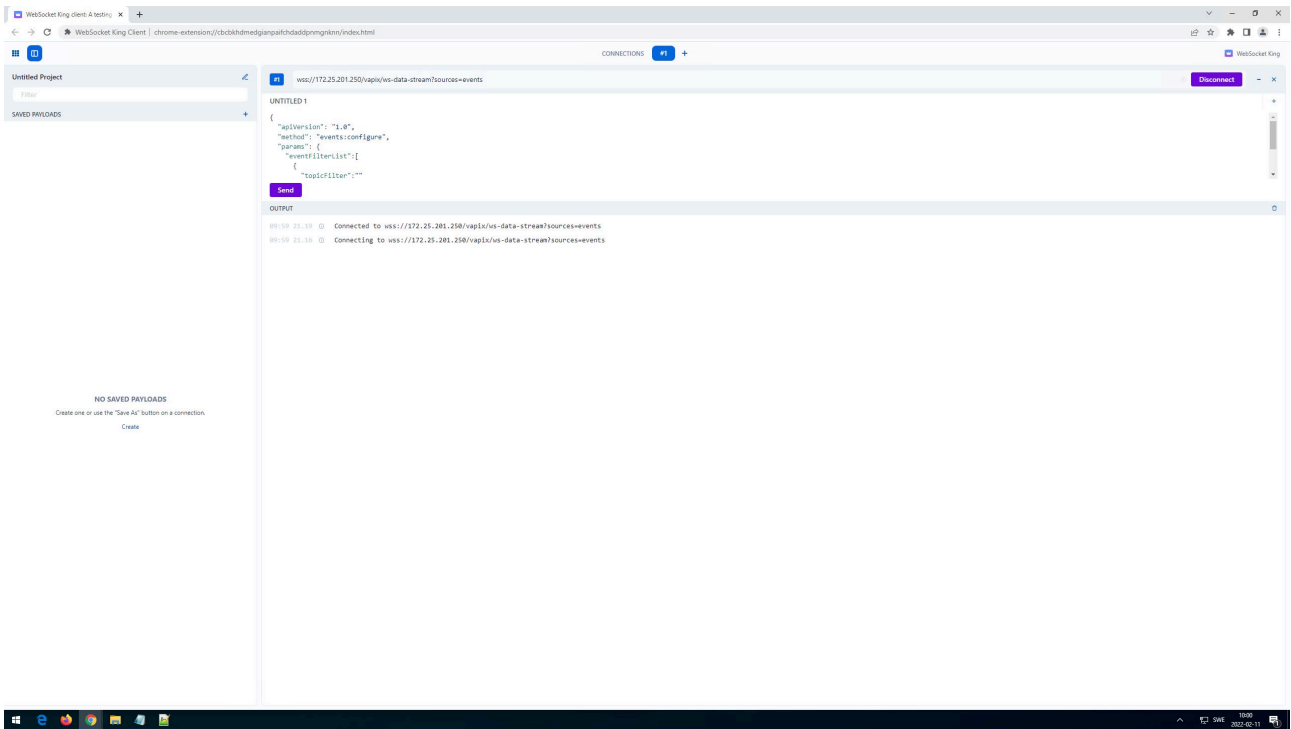 WebSocket King client: A testing
WebSocket King Client | chrome-extension://cbcbkhdmedgianpaifchdaddpnmgnknn/index.html
CONNECTIONS #1 +
WebSocket King
Untitled Project
Filter
SAVED PAYLOADS +
NO SAVED PAYLOADS
Create one or use the "Save As" button on a connection.
Create
#1 wss://172.25.201.250/vapix/ws-data-stream?sources=events
Disconnect
UNTITLED 1
{
"apiVersion": "1.0",
"method": "events:configure",
"params": {
"eventFilterList":[
{
"topicFilter":""
Send
OUTPUT
09:59 21.19 Connected to wss://172.25.201.250/vapix/ws-data-stream?sources=events
Connecting to wss://172.25.201.250/vapix/ws-data-stream?sources=events
SWE
10:00
2022-02-11